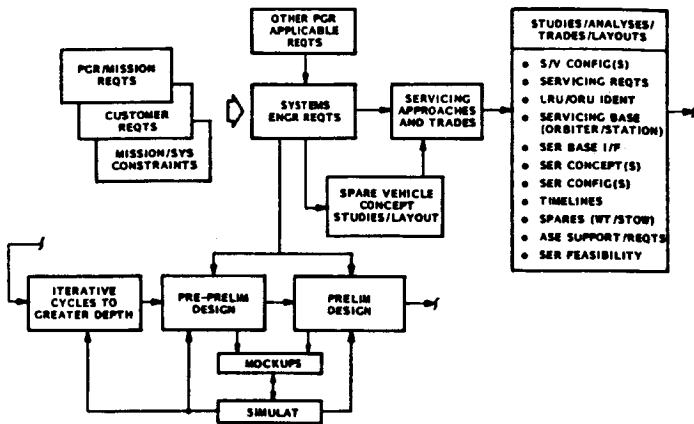 OTHER PGR
APPLICABLE
REQTS
PGR/MISSION
REQTS
CUSTOMER
REQTS
MISSION/SYS
CONSTRAINTS
SYSTEMS
ENGR REQTS
SERVICING
APPROACHES
AND TRADES
SPARE VEHICLE
CONCEPT
STUDIES/LAYOUT
STUDIES/ANALYSES/
TRADES/LAYOUTS
• S/V CONFIG(S)
• SERVICING REQTS
• LRU/ORU IDENT
• SERVICING BASE
(ORBITER/STATION)
• SER BASE I/F
• SER CONCEPT(S)
• SER CONFIG(S)
• TIMELINES
• SPARES (WT/STOW)
• ASE SUPPORT/REQTS
• SER FEASIBILITY
ITERATIVE
CYCLES TO
GREATER DEPTH
PRE-PRELIM
DESIGN
PRELIM
DESIGN
MOCKUPS
SIMULAT